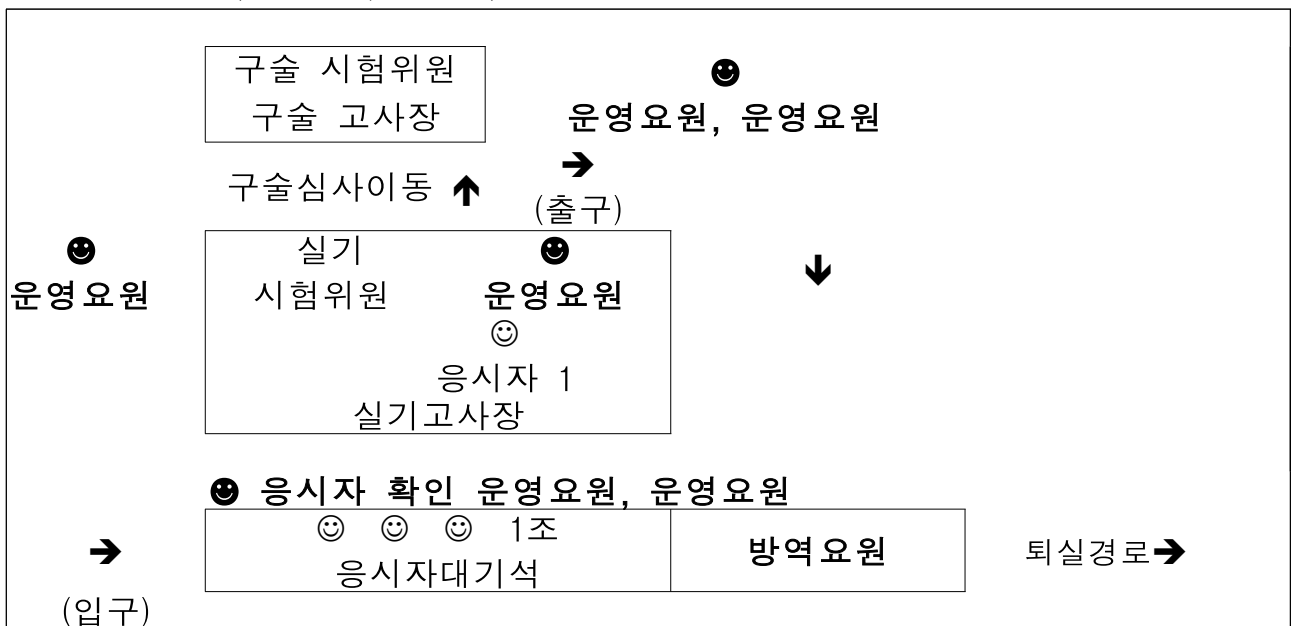 구술 시험위원
구술 고사장
☻
운영요원, 운영요원
구술심사이동 ↑
➔
(출구)
☻
운영요원
실기
시험위원
☻
운영요원
☺
응시자 1
실기고사장
↓
☻ 응시자 확인 운영요원, 운영요원
➔
(입구)
☺ ☺ ☺ 1조
응시자대기석
방역요원
퇴실경로➔